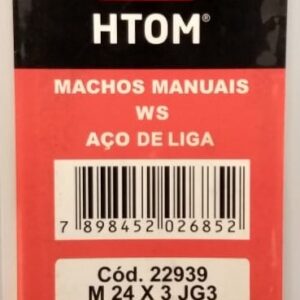 HTOM®
MACHOS MANUAIS
WS
AÇO DE LIGA
7 898452 026852
Cód. 22939
M 24 X 3 JG3